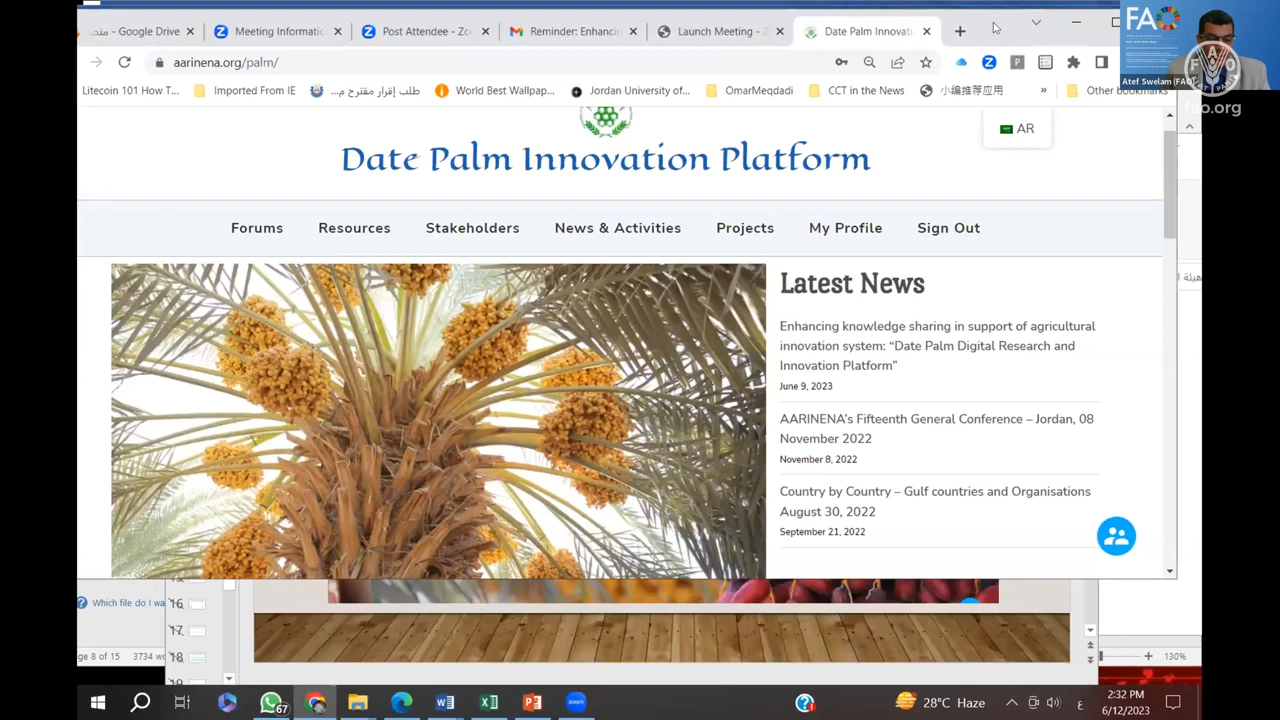 - Google Drive
Meeting Informatic
Post Attendee - Z
Reminder: Enhancin
Launch Meeting - Z
Date Palm Innovati
aarinena.org/palm/
Litecoin 101 How T...
Imported From IE
طلب إقرار مقترح م...
World Best Wallpap...
Jordan University of...
OmarMeqdadi
CCT in the News
小编推荐应用
»
Other bookmarks
FAO
Atef Swelam (FAO)
fao.org
AR
Date Palm Innovation Platform
Forums
Resources
Stakeholders
News & Activities
Projects
My Profile
Sign Out
Latest News
Enhancing knowledge sharing in support of agricultural
innovation system: “Date Palm Digital Research and
Innovation Platform”
June 9, 2023
AARINENA’s Fifteenth General Conference – Jordan, 08
November 2022
November 8, 2022
Country by Country – Gulf countries and Organisations
August 30, 2022
September 21, 2022
Which file do I wa
16
17
18
ge 8 of 15
3734 wo
130%
67
28°C Haze
ع
2:32 PM
6/12/2023